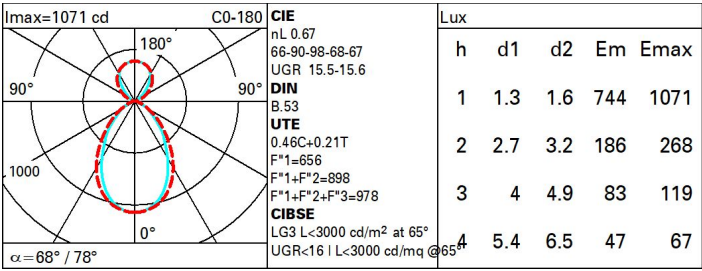 Imax=1071 cd C0-180
180°
90° 90°
1000
0°
α=68° / 78°
CIE
nL 0.67
66-90-98-68-67
UGR 15.5-15.6
DIN
B.53
UTE
0.46C+0.21T
F"1=656
F"1+F"2=898
F"1+F"2+F"3=978
CIBSE
LG3 L<3000 cd/m² at 65°
UGR<16 | L<3000 cd/mq @65°
Lux
h d1 d2 Em Emax
1 1.3 1.6 744 1071
2 2.7 3.2 186 268
3 4 4.9 83 119
4 5.4 6.5 47 67